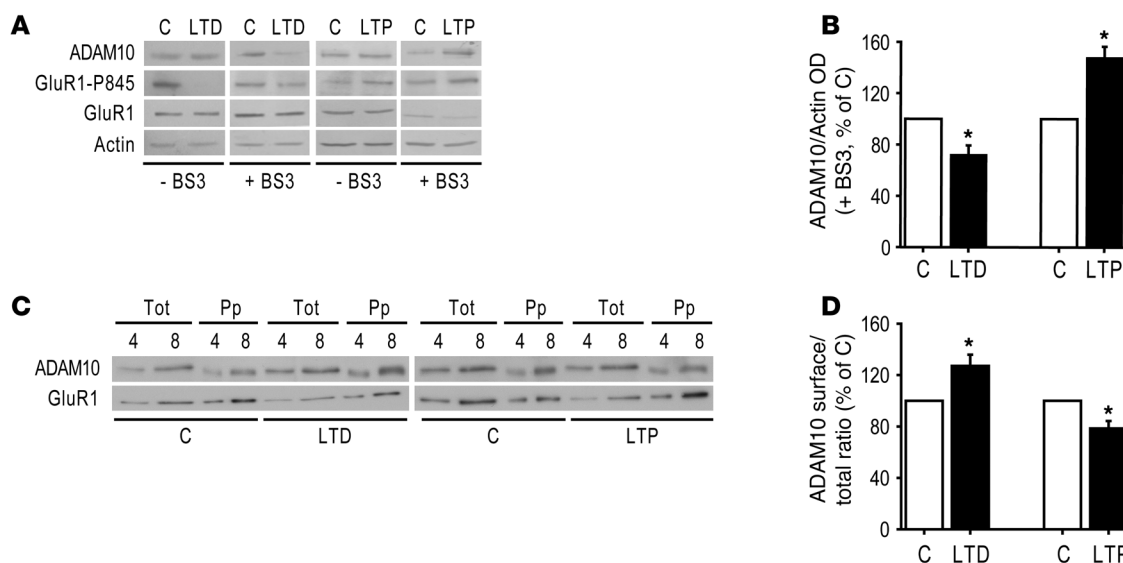 A
C LTD C LTD C LTP C LTP
ADAM10
GluR1-P845
GluR1
Actin
- BS3 + BS3 - BS3 + BS3
B
ADAM10/Actin OD
(+ BS3, % of C)
160
120
80
40
0
* *
C LTD C LTP
C
Tot Pp Tot Pp Tot Pp Tot Pp
4 8 4 8 4 8 4 8 4 8 4 8 4 8 4 8
ADAM10
GluR1
C LTD C LTP
D
ADAM10 surface/
total ratio (% of C)
160
120
80
40
0
* *
C LTD C LTP